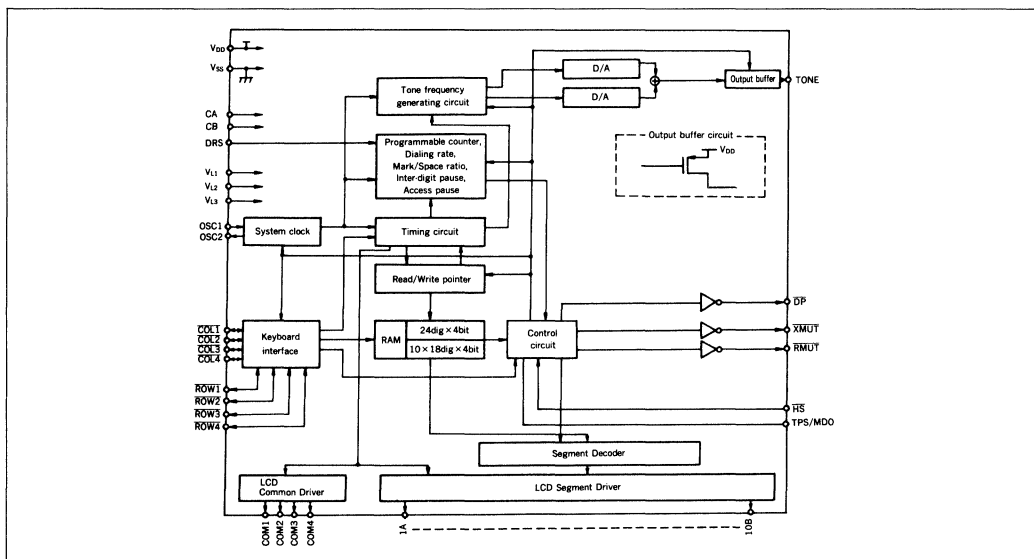 VDD
VSS
CA
CB
DRS
VL1
VL2
VL3
OSC1
OSC2
COL1
COL2
COL3
COL4
ROW1
ROW2
ROW3
ROW4
Tone frequency
generating circuit
D/A
D/A
Output buffer
TONE
Programmable counter,
Dialing rate,
Mark/Space ratio,
Inter-digit pause,
Access pause
Output buffer circuit
VDD
System clock
Timing circuit
Read/Write pointer
Keyboard
interface
RAM
24dig×4bit
10×18dig×4bit
Control
circuit
DP
XMUT
RMUT
HS
TPS/MDO
Segment Decoder
LCD
Common Driver
LCD Segment Driver
COM1
COM2
COM3
COM4
1A
10B